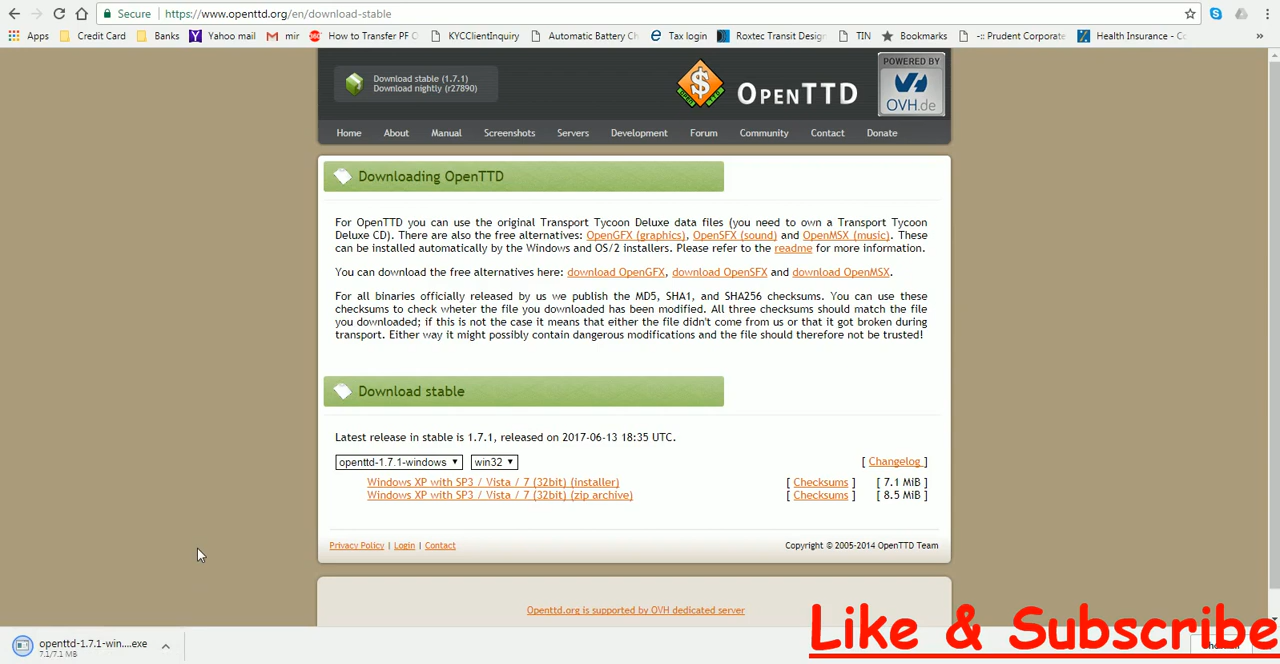 Secure https://www.openttd.org/en/download-stable
Apps Credit Card Banks Yahoo mail mir How to Transfer PF O KYCClientInquiry Automatic Battery Ch Tax login Roxtec Transit Design TIN Bookmarks -:: Prudent Corporate Health Insurance - Co »
Download stable (1.7.1)
Download nightly (r27890)
OPENTTD
POWERED BY
OVH.de
Home About Manual Screenshots Servers Development Forum Community Contact Donate
Downloading OpenTTD
For OpenTTD you can use the original Transport Tycoon Deluxe data files (you need to own a Transport Tycoon
Deluxe CD). There are also the free alternatives: OpenGFX (graphics), OpenSFX (sound) and OpenMSX (music). These
can be installed automatically by the Windows and OS/2 installers. Please refer to the readme for more information.
You can download the free alternatives here: download OpenGFX, download OpenSFX and download OpenMSX.
For all binaries officially released by us we publish the MD5, SHA1, and SHA256 checksums. You can use these
checksums to check wheter the file you downloaded has been modified. All three checksums should match the file
you downloaded; if this is not the case it means that either the file didn't come from us or that it got broken during
transport. Either way it might possibly contain dangerous modifications and the file should therefore not be trusted!
Download stable
Latest release in stable is 1.7.1, released on 2017-06-13 18:35 UTC.
openttd-1.7.1-windows win32 [ Changelog ]
Windows XP with SP3 / Vista / 7 (32bit) (installer) [ Checksums ] [ 7.1 MiB ]
Windows XP with SP3 / Vista / 7 (32bit) (zip archive) [ Checksums ] [ 8.5 MiB ]
Privacy Policy | Login | Contact Copyright © 2005-2014 OpenTTD Team
Openttd.org is supported by OVH dedicated server
Like & Subscribe
openttd-1.7.1-win....exe
7.1/7.1 MB